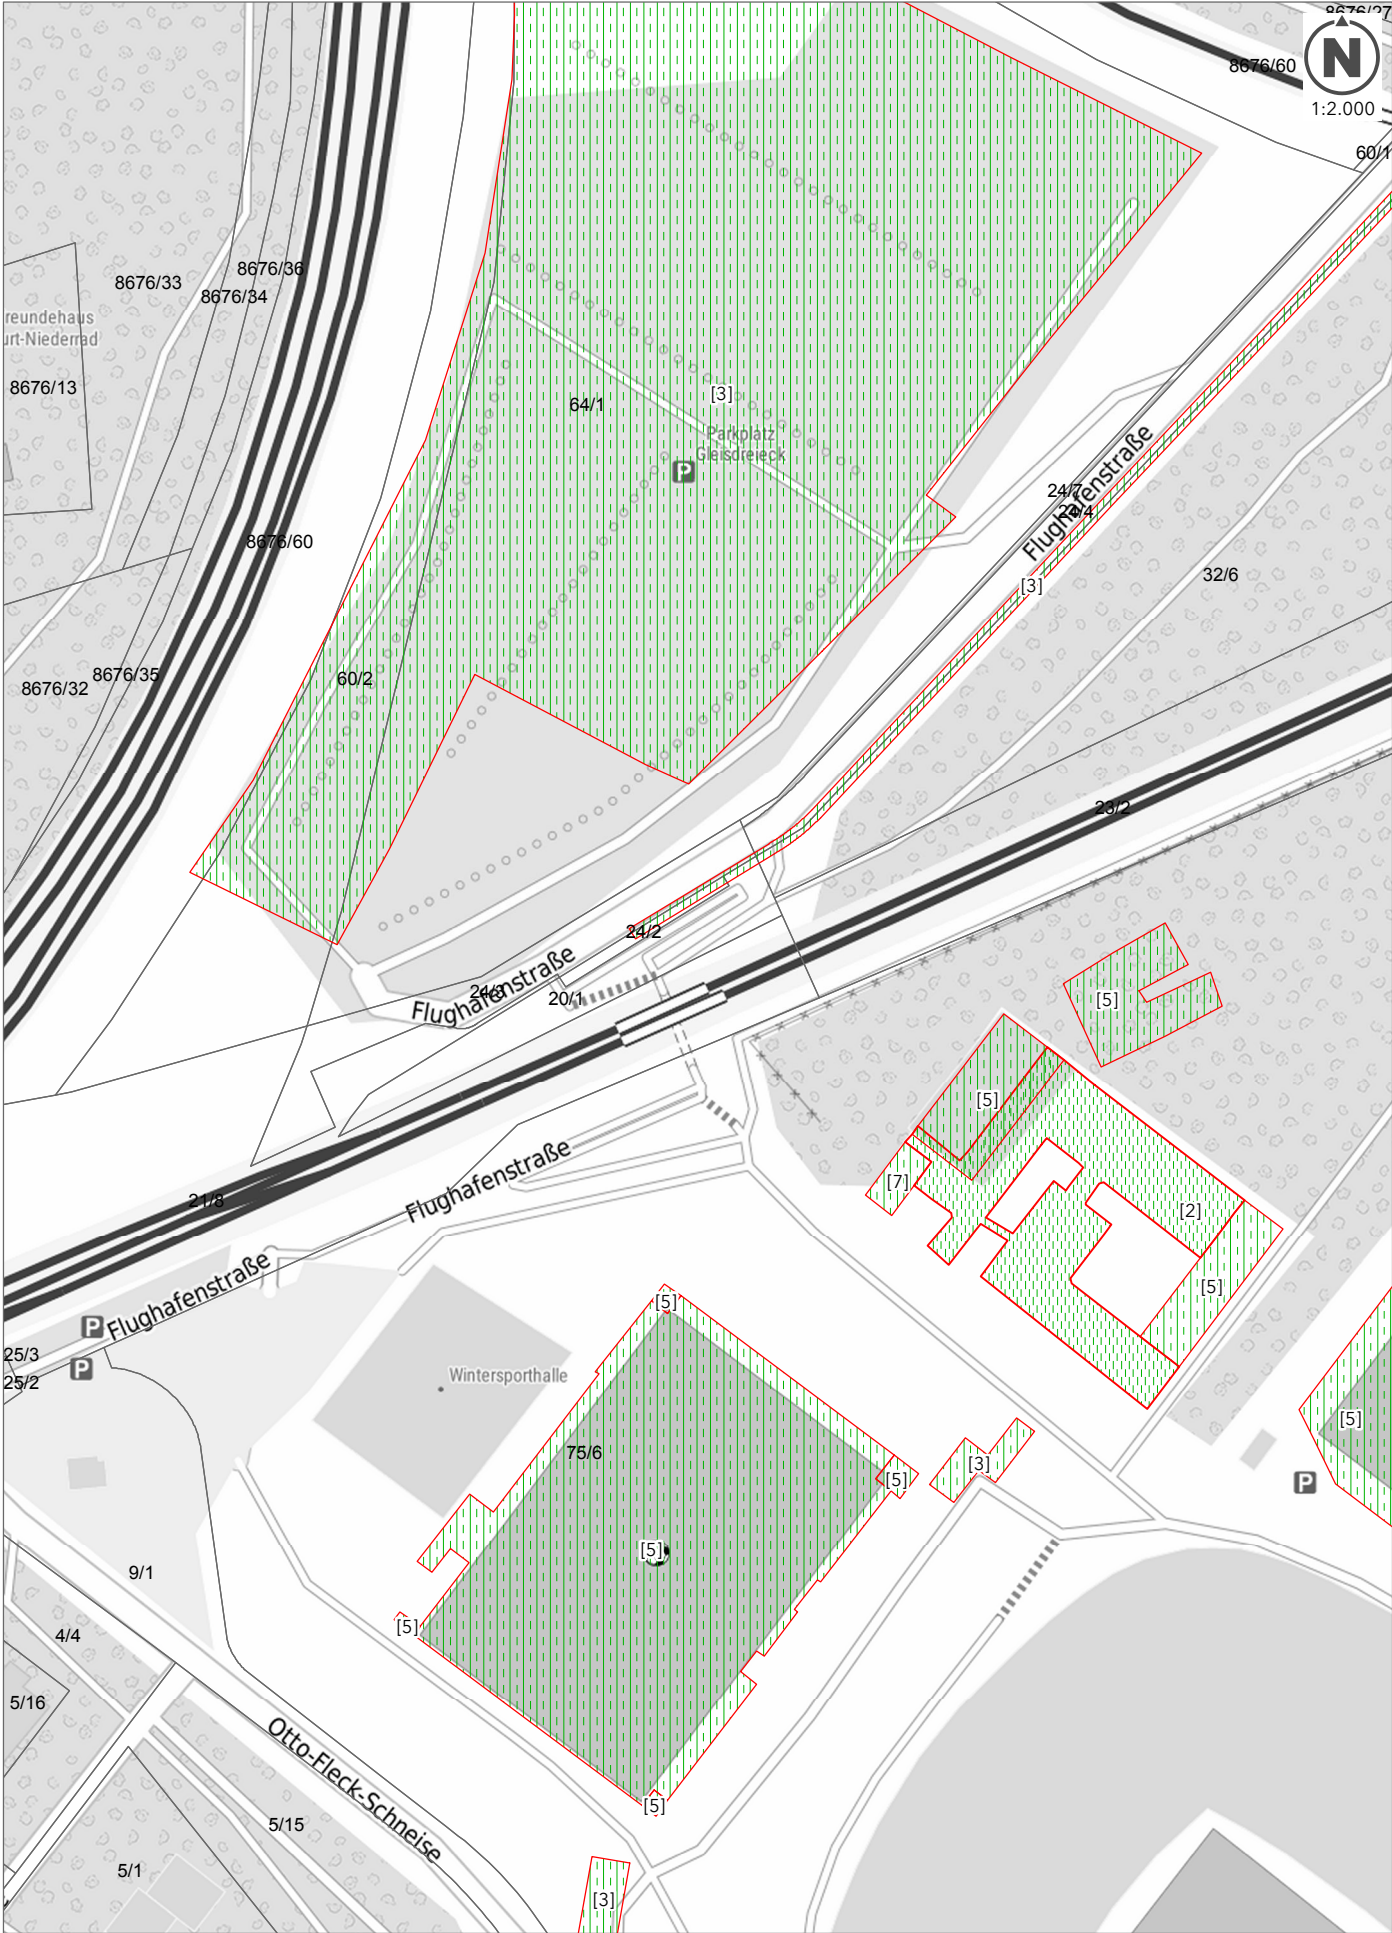 8676/27
N
8676/60
1:2.000
60/1
8676/36
8676/33
8676/34
reundehaus
urt-Niederrad
8676/13
[3]
64/1
Parkplatz
Gleisdreieck
P
24/7
24/4
Flughafenstraße
8676/60
32/6
[3]
8676/35
60/2
8676/32
23/2
24/2
Flughafenstraße
20/1
[5]
[5]
Flughafenstraße
[7]
21/8
[2]
Flughafenstraße
[5]
[5]
P
25/3
P
25/2
Wintersporthalle
[5]
75/6
[3]
[5]
P
[5]
9/1
[5]
4/4
5/16
Otto-Fleck-Schneise
[5]
5/15
5/1
[3]